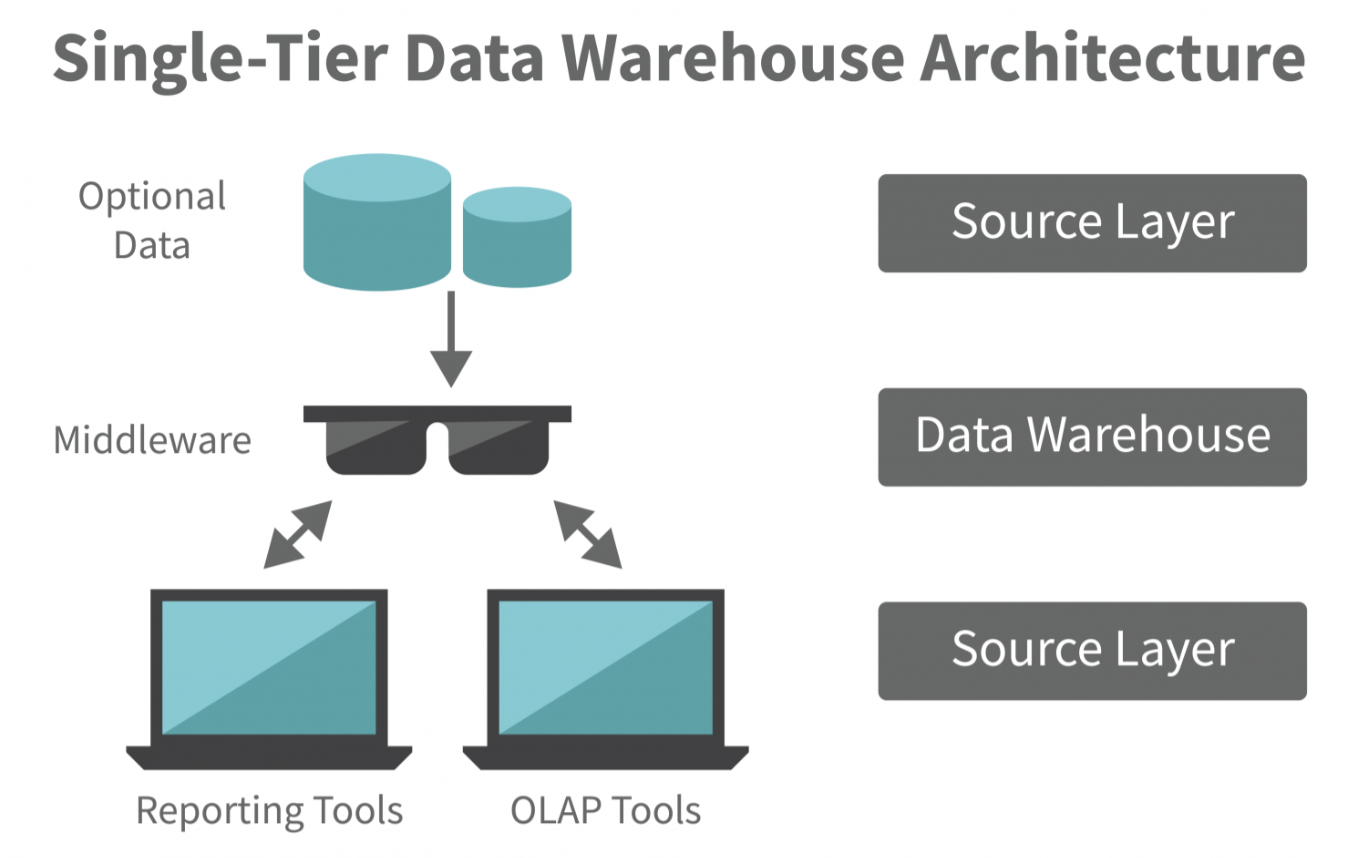 Single-Tier Data Warehouse Architecture
Optional
Data
Source Layer
Middleware
Data Warehouse
Source Layer
Reporting Tools
OLAP Tools